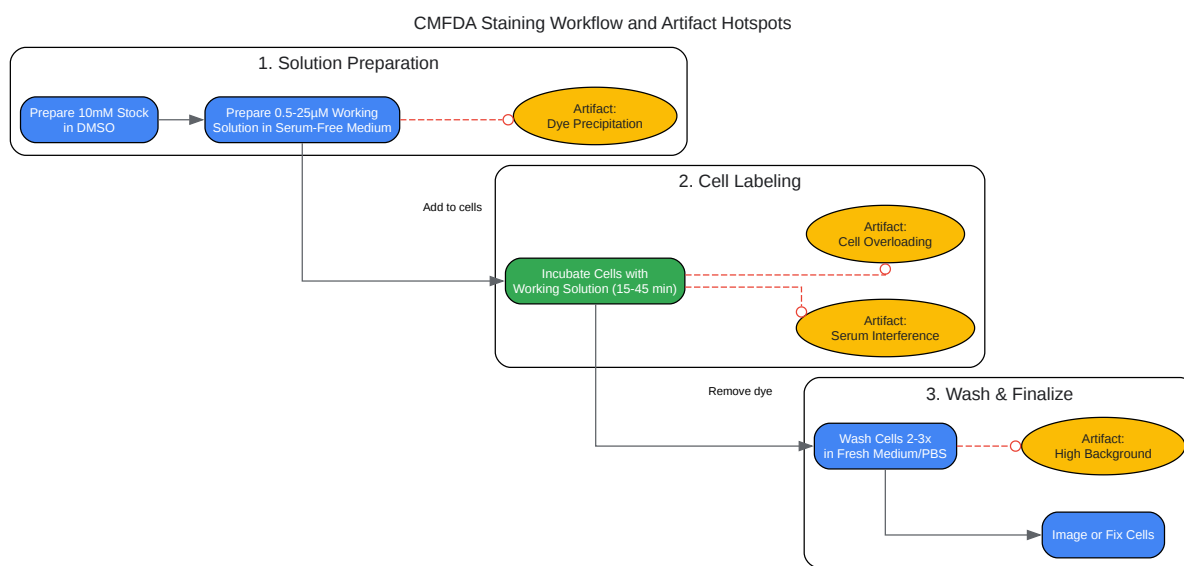 CMFDA Staining Workflow and Artifact Hotspots
1. Solution Preparation
Prepare 10mM Stock
in DMSO
Prepare 0.5-25µM Working
Solution in Serum-Free Medium
Artifact:
Dye Precipitation
Add to cells
2. Cell Labeling
Incubate Cells with
Working Solution (15-45 min)
Artifact:
Cell Overloading
Artifact:
Serum Interference
Remove dye
3. Wash & Finalize
Wash Cells 2-3x
in Fresh Medium/PBS
Artifact:
High Background
Image or Fix Cells